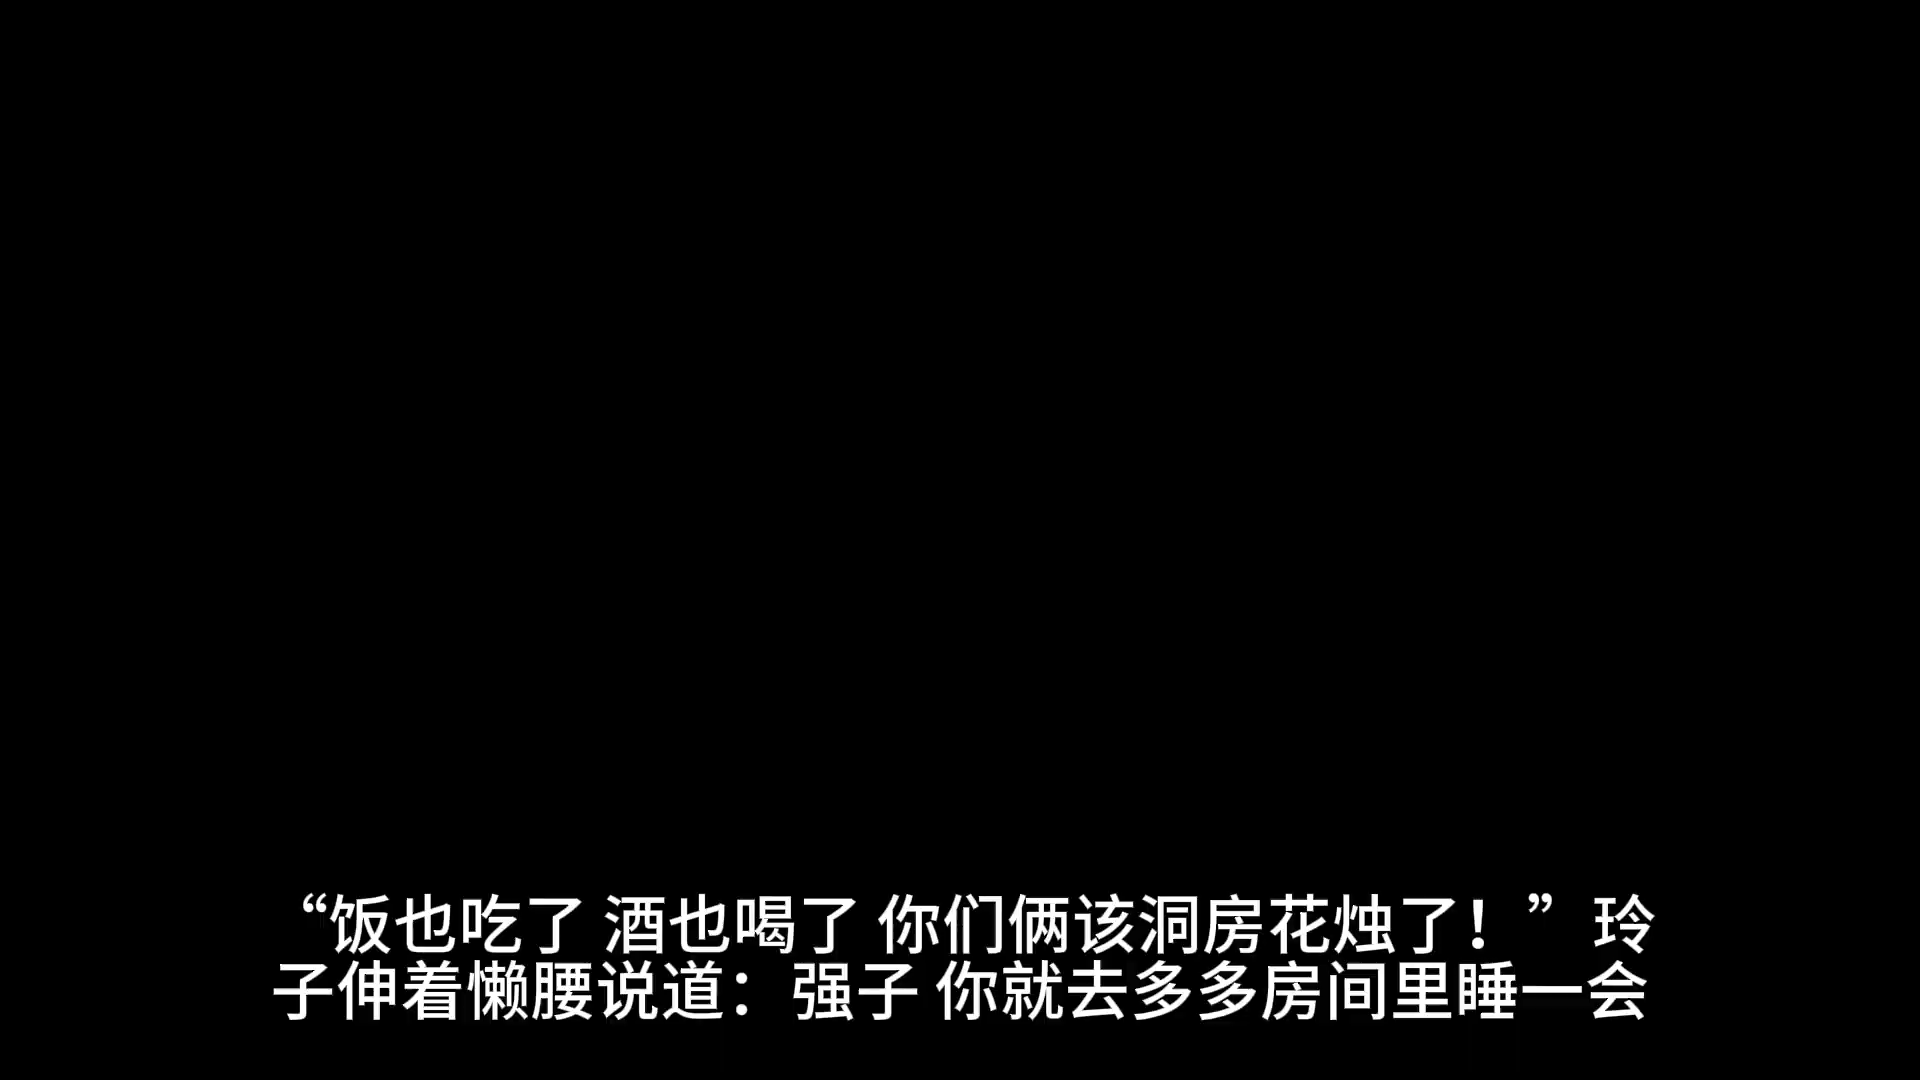 “饭也吃了 酒也喝了 你们俩该洞房花烛了！”玲
子伸着懒腰说道：强子 你就去多多房间里睡一会